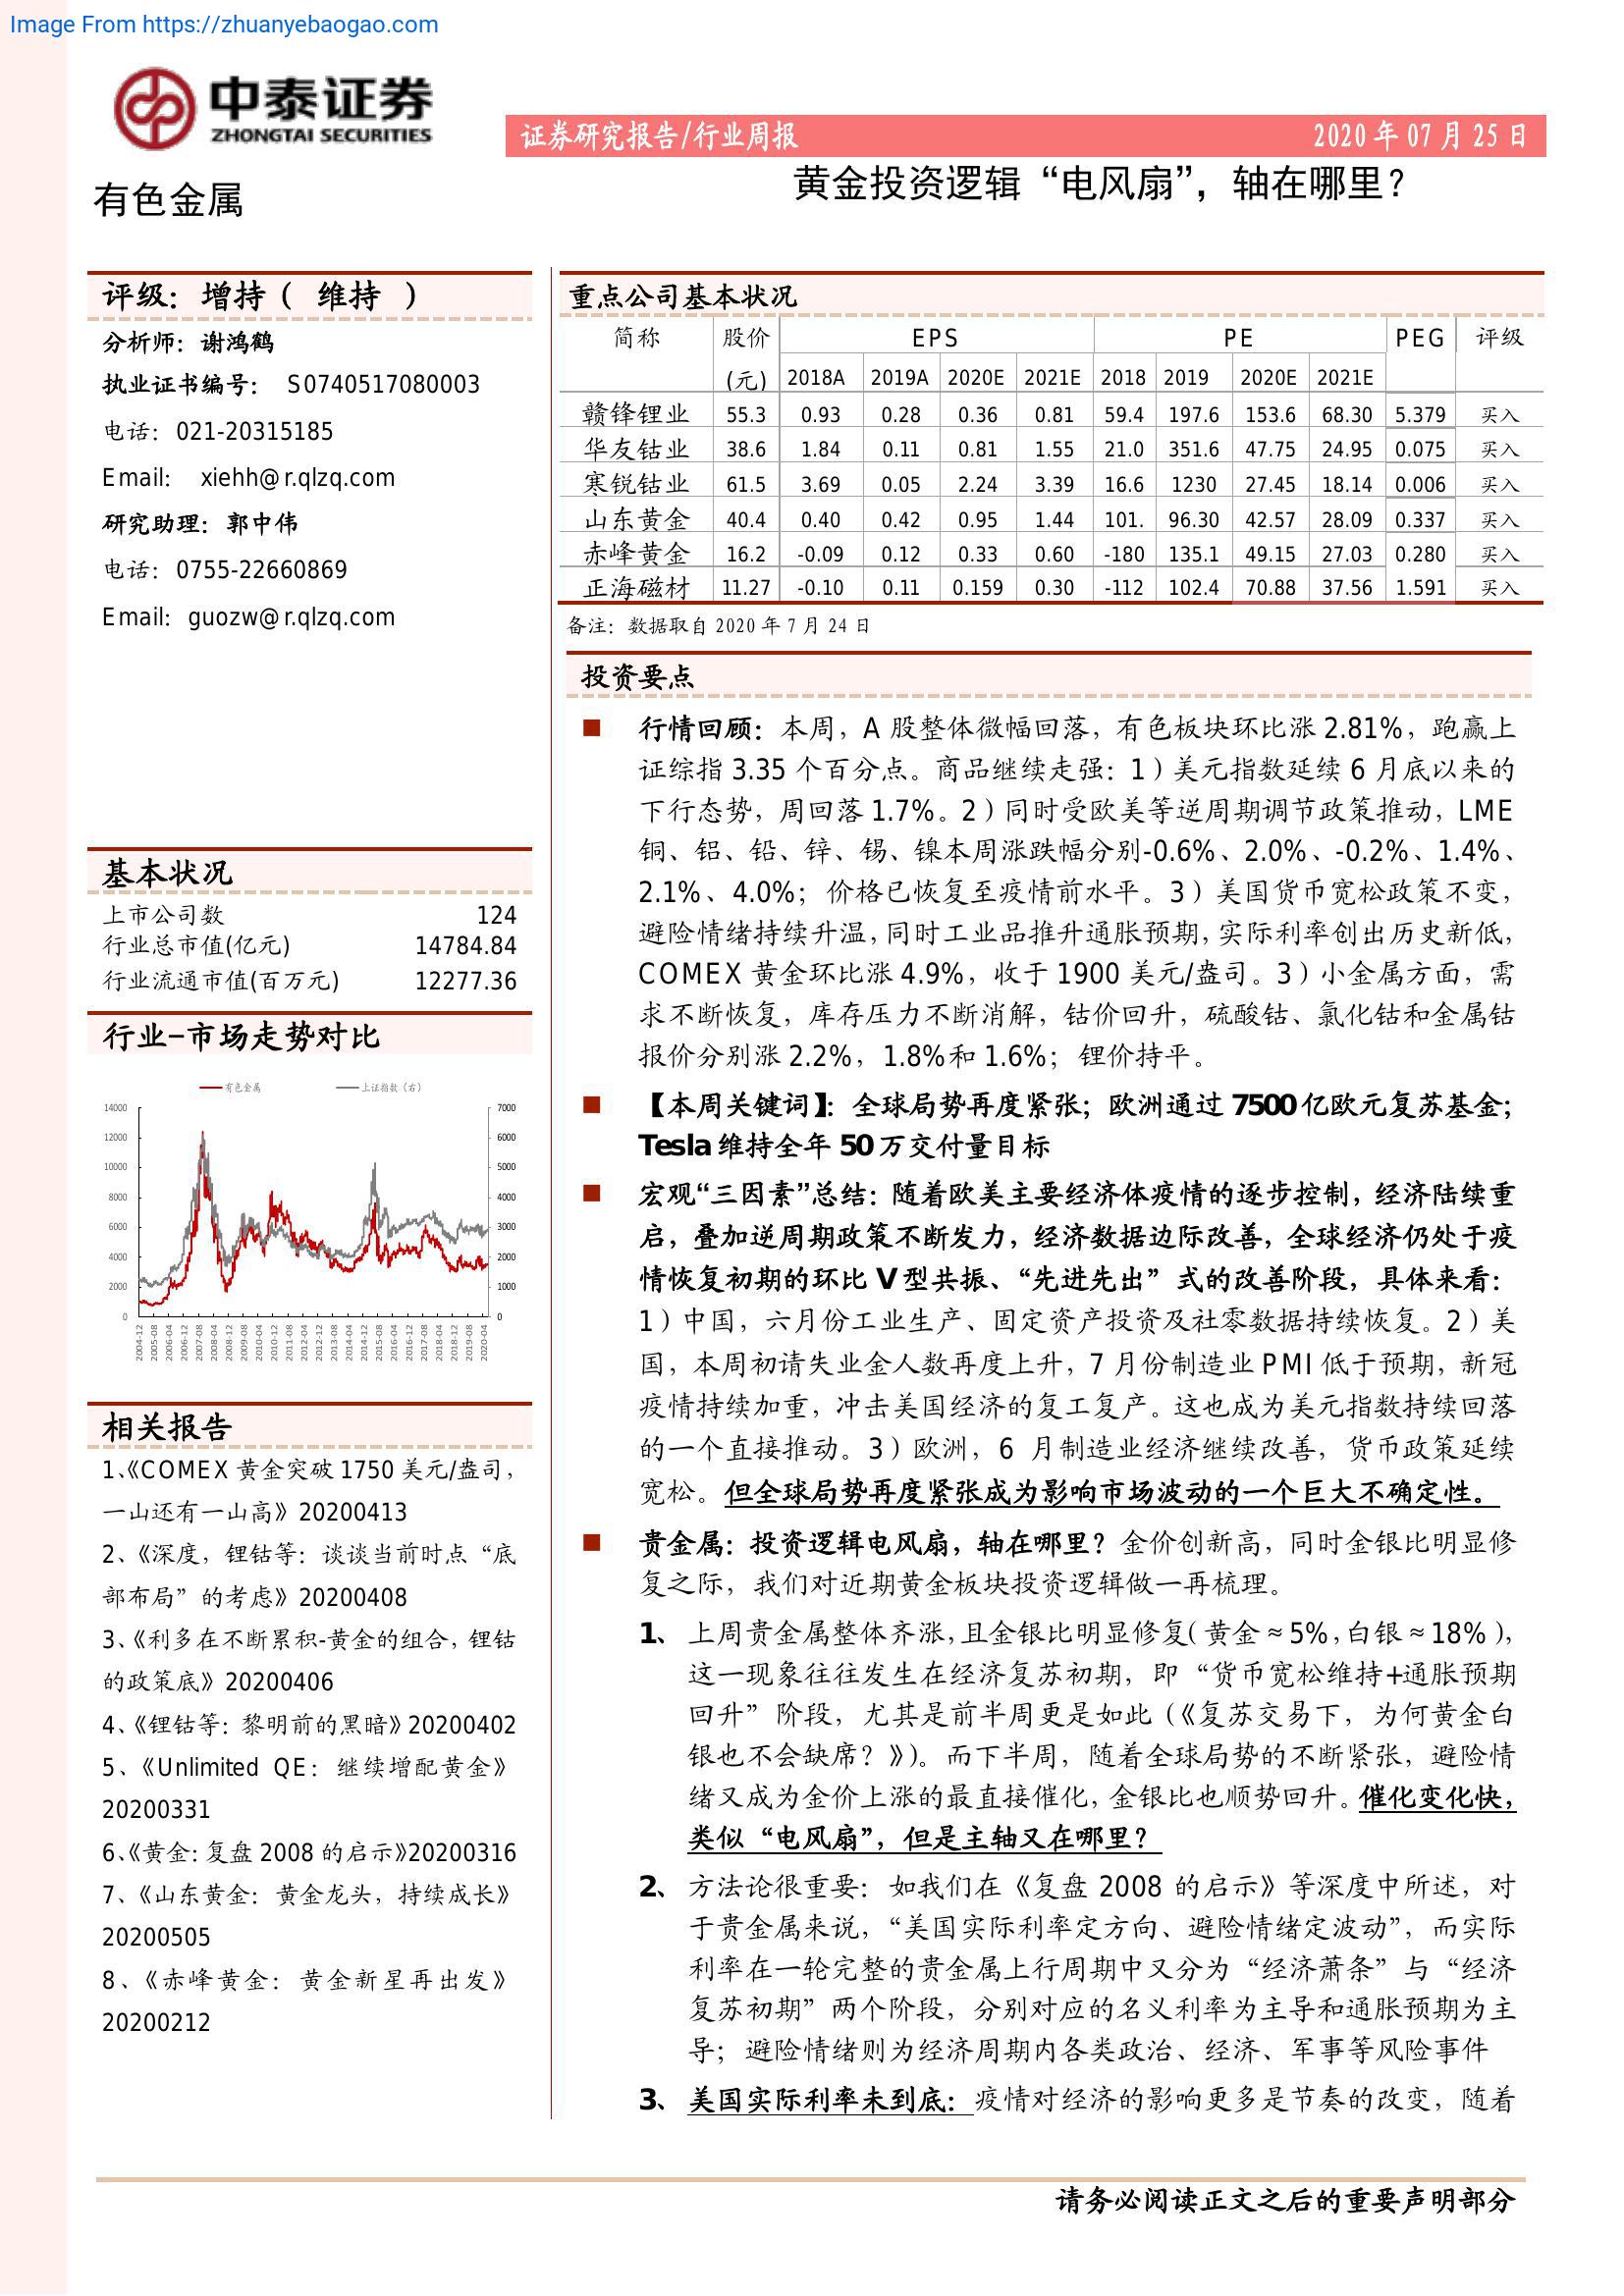 Image From https://zhuanyebaogao.com
中泰证券
ZHONGTAI SECURITIES
证券研究报告/行业周报
2020 年 07 月 25 日
有色金属
黄金投资逻辑“电风扇”，轴在哪里？
评级：增持（ 维持 ）
分析师：谢鸿鹤
执业证书编号： S0740517080003
电话：021-20315185
Email： xiehh@r.qlzq.com
研究助理：郭中伟
电话：0755-22660869
Email：guozw@r.qlzq.com
基本状况
上市公司数 124
行业总市值(亿元) 14784.84
行业流通市值(百万元) 12277.36
行业-市场走势对比
有色金属 上证指数（右）
14000 7000
12000 6000
10000 5000
8000 4000
6000 3000
4000 2000
2000 1000
0 0
2004-12 2005-08 2006-04 2006-12 2007-08 2008-04 2008-12 2009-08 2010-04 2010-12 2011-08 2012-04 2012-12 2013-08 2014-04 2014-12 2015-08 2016-04 2016-12 2017-08 2018-04 2018-12 2019-08 2020-04
相关报告
1、《COMEX 黄金突破 1750 美元/盎司，
一山还有一山高》20200413
2、《深度，锂钴等：谈谈当前时点“底
部布局”的考虑》20200408
3、《利多在不断累积-黄金的组合，锂钴
的政策底》20200406
4、《锂钴等：黎明前的黑暗》20200402
5、《Unlimited QE：继续增配黄金》
20200331
6、《黄金：复盘 2008 的启示》20200316
7、《山东黄金：黄金龙头，持续成长》
20200505
8、《赤峰黄金：黄金新星再出发》
20200212
重点公司基本状况
简称 股价 EPS PE PEG 评级
(元) 2018A 2019A 2020E 2021E 2018 2019 2020E 2021E
赣锋锂业 55.3 0.93 0.28 0.36 0.81 59.4 197.6 153.6 68.30 5.379 买入
华友钴业 38.6 1.84 0.11 0.81 1.55 21.0 351.6 47.75 24.95 0.075 买入
寒锐钴业 61.5 3.69 0.05 2.24 3.39 16.6 1230 27.45 18.14 0.006 买入
山东黄金 40.4 0.40 0.42 0.95 1.44 101. 96.30 42.57 28.09 0.337 买入
赤峰黄金 16.2 -0.09 0.12 0.33 0.60 -180 135.1 49.15 27.03 0.280 买入
正海磁材 11.27 -0.10 0.11 0.159 0.30 -112 102.4 70.88 37.56 1.591 买入
备注：数据取自 2020 年 7 月 24 日
投资要点
■ 行情回顾：本周，A 股整体微幅回落，有色板块环比涨 2.81%，跑赢上
证综指 3.35 个百分点。商品继续走强：1）美元指数延续 6 月底以来的
下行态势，周回落 1.7%。2）同时受欧美等逆周期调节政策推动，LME
铜、铝、铅、锌、锡、镍本周涨跌幅分别-0.6%、2.0%、-0.2%、1.4%、
2.1%、4.0%；价格已恢复至疫情前水平。3）美国货币宽松政策不变，
避险情绪持续升温，同时工业品推升通胀预期，实际利率创出历史新低，
COMEX 黄金环比涨 4.9%，收于 1900 美元/盎司。3）小金属方面，需
求不断恢复，库存压力不断消解，钴价回升，硫酸钴、氯化钴和金属钴
报价分别涨 2.2%，1.8%和 1.6%；锂价持平。
■ 【本周关键词】：全球局势再度紧张；欧洲通过 7500 亿欧元复苏基金；
Tesla 维持全年 50 万交付量目标
■ 宏观“三因素”总结：随着欧美主要经济体疫情的逐步控制，经济陆续重
启，叠加逆周期政策不断发力，经济数据边际改善，全球经济仍处于疫
情恢复初期的环比 V 型共振、“先进先出”式的改善阶段，具体来看：
1）中国，六月份工业生产、固定资产投资及社零数据持续恢复。2）美
国，本周初请失业金人数再度上升，7 月份制造业 PMI 低于预期，新冠
疫情持续加重，冲击美国经济的复工复产。这也成为美元指数持续回落
的一个直接推动。3）欧洲，6 月制造业经济继续改善，货币政策延续
宽松。但全球局势再度紧张成为影响市场波动的一个巨大不确定性。
■ 贵金属：投资逻辑电风扇，轴在哪里？金价创新高，同时金银比明显修
复之际，我们对近期黄金板块投资逻辑做一再梳理。
1、 上周贵金属整体齐涨，且金银比明显修复（黄金≈5%，白银≈18%），
这一现象往往发生在经济复苏初期，即“货币宽松维持+通胀预期
回升”阶段，尤其是前半周更是如此（《复苏交易下，为何黄金白
银也不会缺席？》）。而下半周，随着全球局势的不断紧张，避险情
绪又成为金价上涨的最直接催化，金银比也顺势回升。催化变化快，
类似“电风扇”，但是主轴又在哪里？
2、 方法论很重要：如我们在《复盘 2008 的启示》等深度中所述，对
于贵金属来说，“美国实际利率定方向、避险情绪定波动”，而实际
利率在一轮完整的贵金属上行周期中又分为“经济萧条”与“经济
复苏初期”两个阶段，分别对应的名义利率为主导和通胀预期为主
导；避险情绪则为经济周期内各类政治、经济、军事等风险事件
3、 美国实际利率未到底：疫情对经济的影响更多是节奏的改变，随着
请务必阅读正文之后的重要声明部分